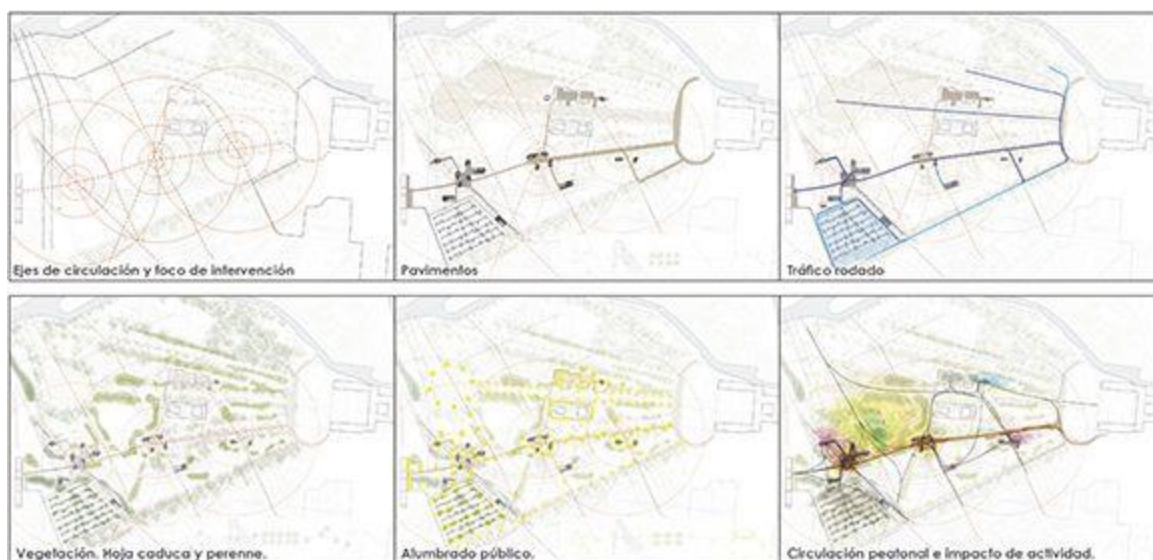 Ejes de circulación y foco de intervención
Pavimentos
Tráfico rodado
Vegetación. Hoja caduca y perenne.
Alumbrado público.
Circulación peatonal e impacto de actividad.